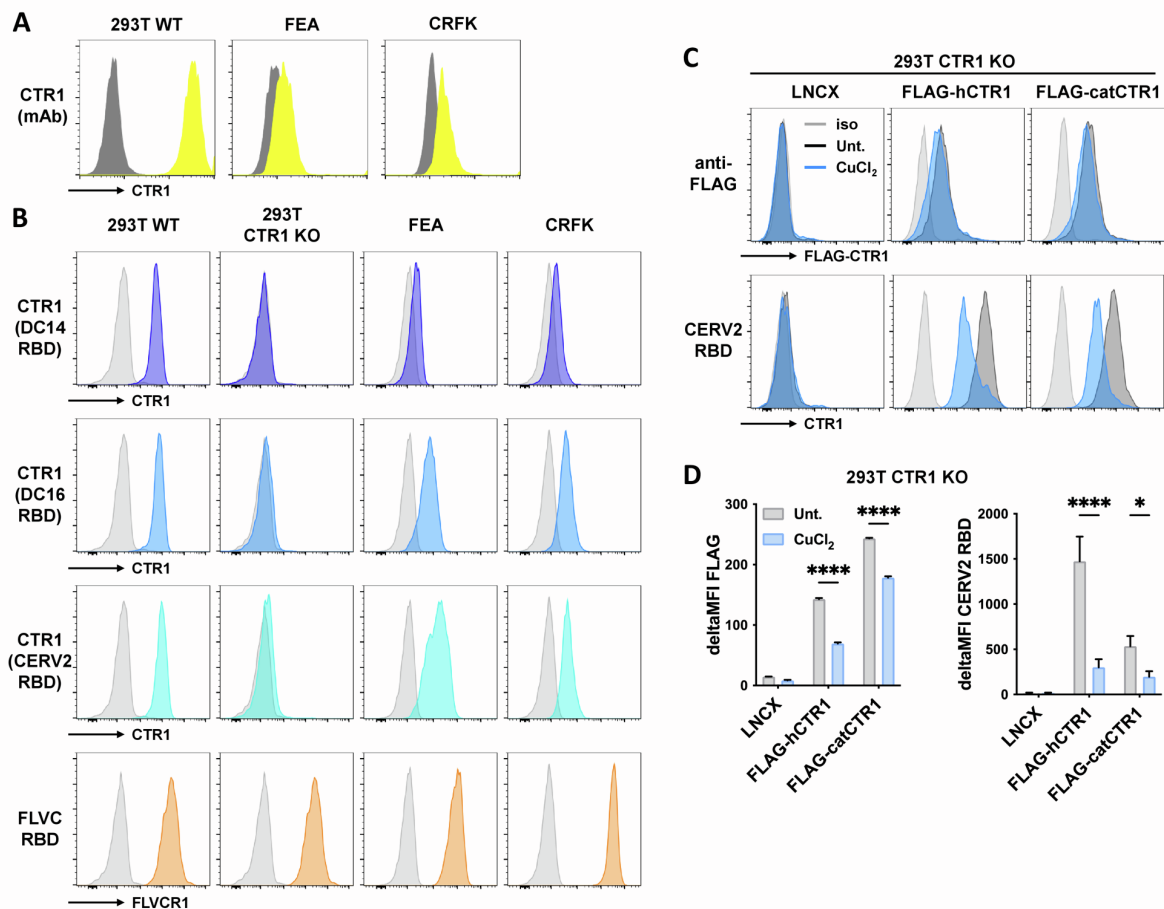 A
293T WT
FEA
CRFK
CTR1
(mAb)
CTR1
B
293T WT
293T
CTR1 KO
FEA
CRFK
CTR1
(DC14
RBD)
CTR1
CTR1
(DC16
RBD)
CTR1
CTR1
(CERV2
RBD)
CTR1
FLVC
RBD
FLVCR1
C
293T CTR1 KO
LNCX
FLAG-hCTR1
FLAG-catCTR1
anti-
FLAG
iso
Unt.
CuCl₂
FLAG-CTR1
CERV2
RBD
CTR1
D
293T CTR1 KO
deltaMFI FLAG
300
200
100
0
Unt.
CuCl₂
****
****
LNCX
FLAG-hCTR1
FLAG-catCTR1
deltaMFI CERV2 RBD
2000
1500
1000
500
0
****
*
LNCX
FLAG-hCTR1
FLAG-catCTR1